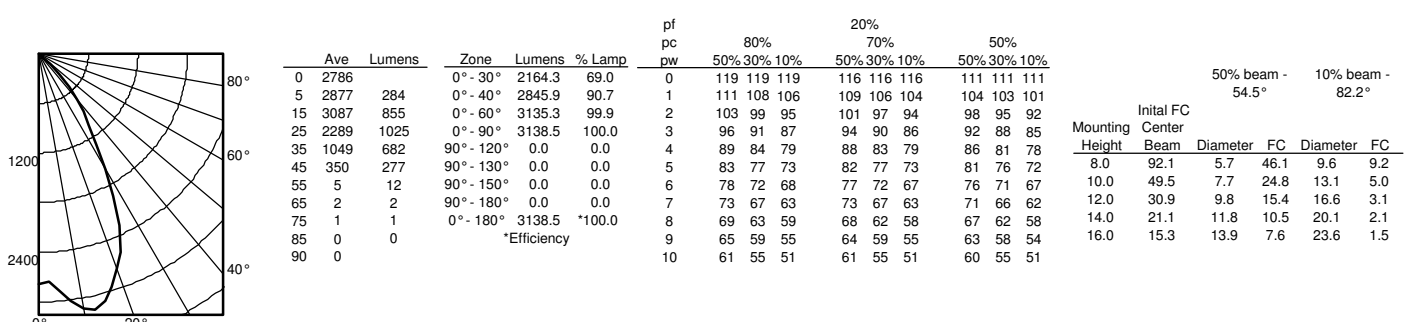 80°
60°
40°
20°
0°
1200
2400
Ave Lumens
0 2786
5 2877 284
15 3087 855
25 2289 1025
35 1049 682
45 350 277
55 5 12
65 2 2
75 1 1
85 0 0
90 0
Zone Lumens % Lamp
0° - 30° 2164.3 69.0
0° - 40° 2845.9 90.7
0° - 60° 3135.3 99.9
0° - 90° 3138.5 100.0
90° - 120° 0.0 0.0
90° - 130° 0.0 0.0
90° - 150° 0.0 0.0
90° - 180° 0.0 0.0
0° - 180° 3138.5 *100.0
*Efficiency
pf 20%
pc 80% 70% 50%
pw 50% 30% 10% 50% 30% 10% 50% 30% 10%
0 119 119 119 116 116 116 111 111 111
1 111 108 106 109 106 104 104 103 101
2 103 99 95 101 97 94 98 95 92
3 96 91 87 94 90 86 92 88 85
4 89 84 79 88 83 79 86 81 78
5 83 77 73 82 77 73 81 76 72
6 78 72 68 77 72 67 76 71 67
7 73 67 63 73 67 63 71 66 62
8 69 63 59 68 62 58 67 62 58
9 65 59 55 64 59 55 63 58 54
10 61 55 51 61 55 51 60 55 51
50% beam - 10% beam -
54.5° 82.2°
Inital FC
Mounting Center
Height Beam Diameter FC Diameter FC
8.0 92.1 5.7 46.1 9.6 9.2
10.0 49.5 7.7 24.8 13.1 5.0
12.0 30.9 9.8 15.4 16.6 3.1
14.0 21.1 11.8 10.5 20.1 2.1
16.0 15.3 13.9 7.6 23.6 1.5